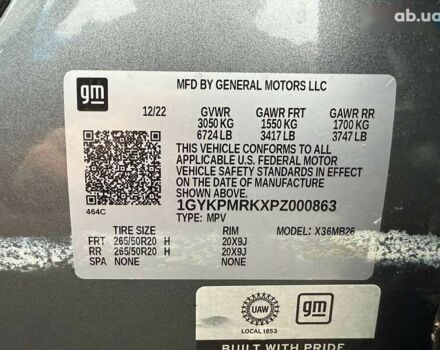 ab.ua
gm
MFD BY GENERAL MOTORS LLC
12/22 GVWR GAWR FRT GAWR RR
3050 KG 1550 KG 1700 KG
6724 LB 3417 LB 3747 LB
THIS VEHICLE CONFORMS TO ALL
APPLICABLE U.S. FEDERAL MOTOR
VEHICLE SAFETY STANDARDS IN EFFECT
ON THE DATE OF MANUFACTURE SHOWN ABOVE.
1GYKPMRKXPZ000863
464C TYPE: MPV
TIRE SIZE RIM MODEL: X36MB26
FRT 265/50R20 H 20X9J
RR 265/50R20 H 20X9J
SPA NONE NONE
UAW
LOCAL 1853
gm
BUILT WITH PRIDE